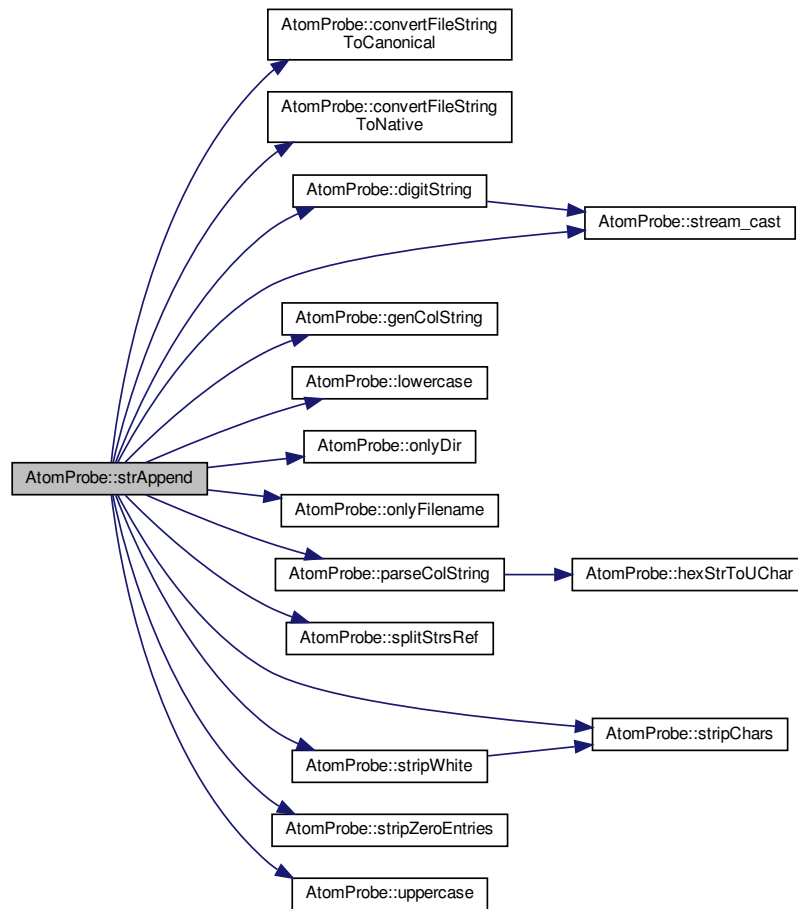 AtomProbe::convertFileString
ToCanonical
AtomProbe::convertFileString
ToNative
AtomProbe::digitString
AtomProbe::stream_cast
AtomProbe::genColString
AtomProbe::lowercase
AtomProbe::onlyDir
AtomProbe::strAppend
AtomProbe::onlyFilename
AtomProbe::parseColString
AtomProbe::hexStrToUChar
AtomProbe::splitStrsRef
AtomProbe::stripChars
AtomProbe::stripWhite
AtomProbe::stripZeroEntries
AtomProbe::uppercase